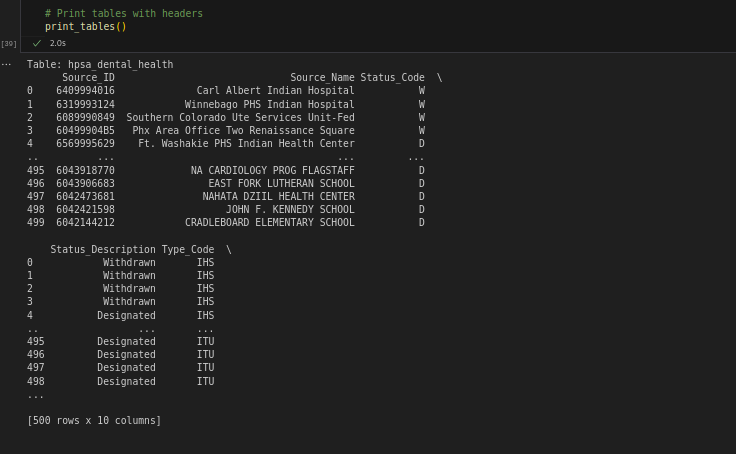 # Print tables with headers
print_tables()
[39] 2.0s
... Table: hpsa_dental_health
Source_ID Source_Name Status_Code \
0 6409994016 Carl Albert Indian Hospital W
1 6319993124 Winnebago PHS Indian Hospital W
2 6089990849 Southern Colorado Ute Services Unit-Fed W
3 60499904B5 Phx Area Office Two Renaissance Square W
4 6569995629 Ft. Washakie PHS Indian Health Center D
.. ... ... ...
495 6043918770 NA CARDIOLOGY PROG FLAGSTAFF D
496 6043906683 EAST FORK LUTHERAN SCHOOL D
497 6042473681 NAHATA DZIIL HEALTH CENTER D
498 6042421598 JOHN F. KENNEDY SCHOOL D
499 6042144212 CRADLEBOARD ELEMENTARY SCHOOL D
Status_Description Type_Code \
0 Withdrawn IHS
1 Withdrawn IHS
2 Withdrawn IHS
3 Withdrawn IHS
4 Designated IHS
.. ... ...
495 Designated ITU
496 Designated ITU
497 Designated ITU
498 Designated ITU
...
[500 rows x 10 columns]